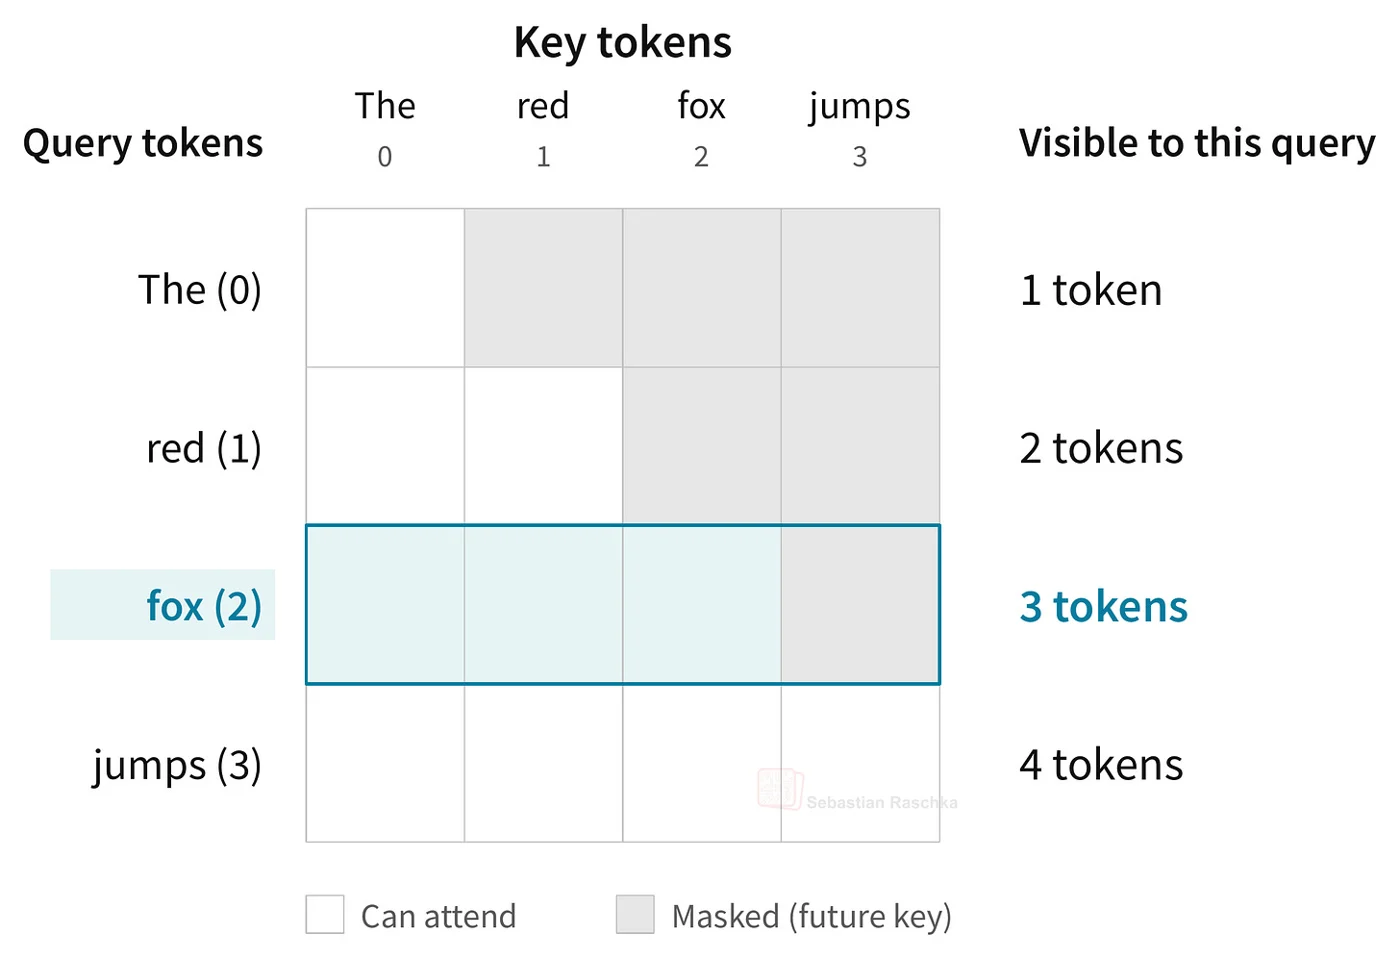 Key tokens
The red fox jumps
Query tokens 0 1 2 3 Visible to this query
The (0) 1 token
red (1) 2 tokens
fox (2) 3 tokens
jumps (3) 4 tokens
Sebastian Raschka
Can attend Masked (future key)